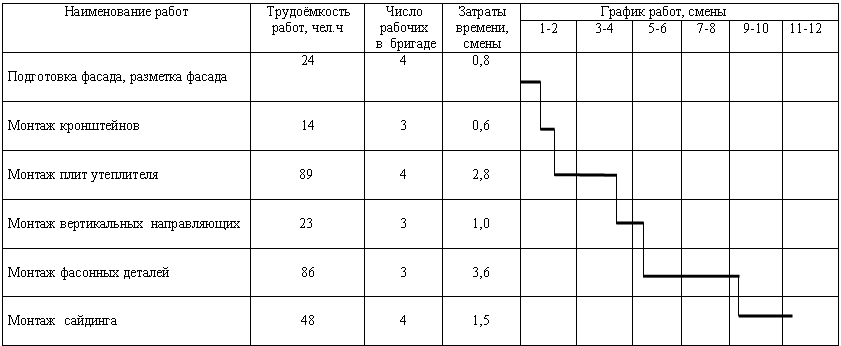 Наименование работ Трудоёмкость работ, чел.ч Число рабочих в бригаде Затраты времени, смены График работ, смены
1-2 3-4 5-6 7-8 9-10 11-12
Подготовка фасада, разметка фасада 24 4 0,8
Монтаж кронштейнов 14 3 0,6
Монтаж плит утеплителя 89 4 2,8
Монтаж вертикальных направляющих 23 3 1,0
Монтаж фасонных деталей 86 3 3,6
Монтаж сайдинга 48 4 1,5